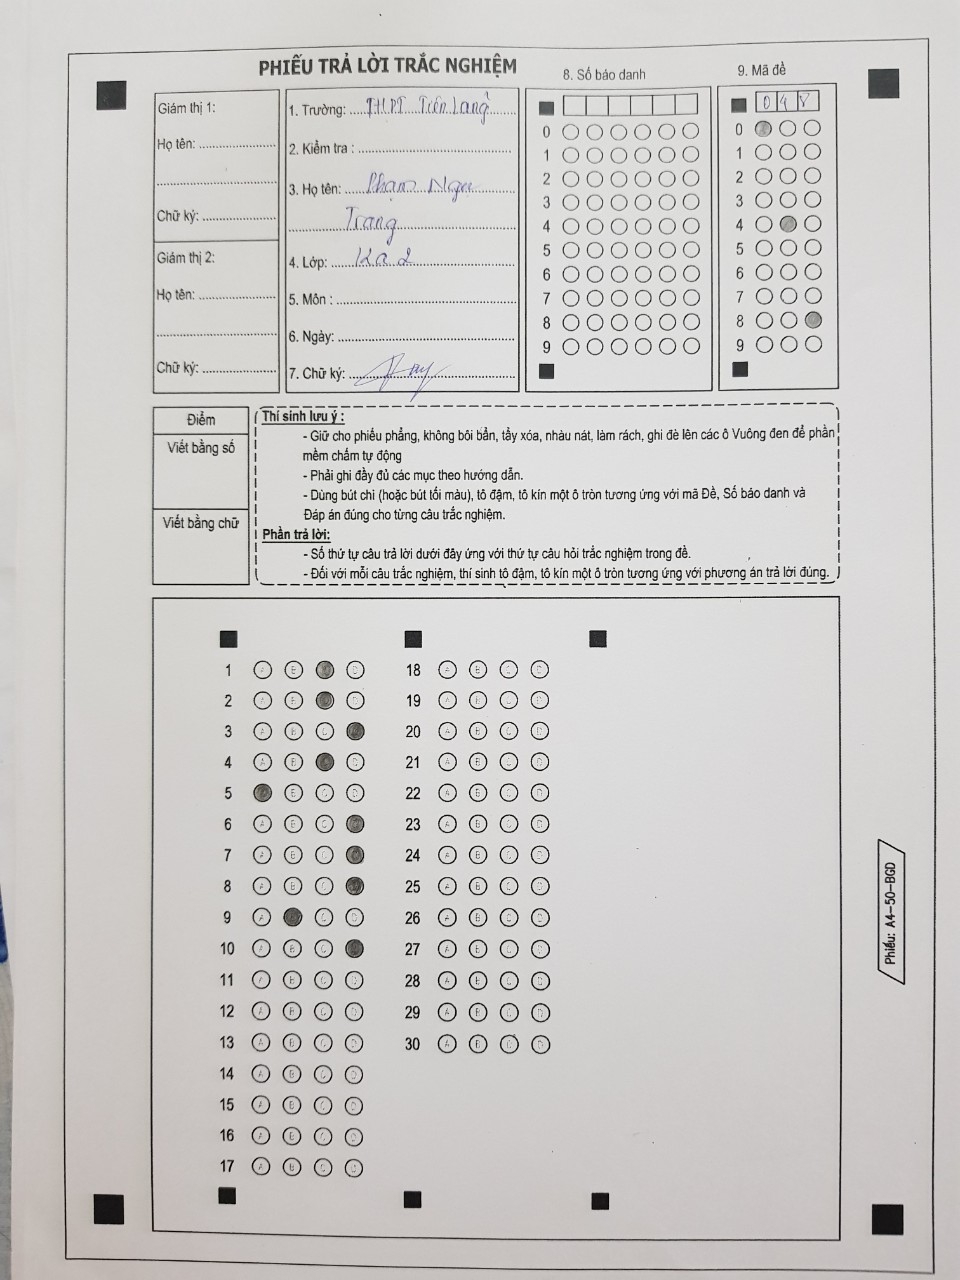 PHIẾU TRẢ LỜI TRẮC NGHIỆM
Giám thị 1:
Họ tên: ....................
..............................
Chữ ký: ...................
Giám thị 2:
Họ tên: ....................
..............................
Chữ ký: ...................
1. Trường: THPT Tiên Lãng
2. Kiểm tra : ........................................
3. Họ tên: Phạm
Trang
4. Lớp:
5. Môn : ...............................................
6. Ngày: ..............................................
7. Chữ ký:
8. Số báo danh
0
1
2
3
4
5
6
7
8
9
9. Mã đề
0 4 8
0
1
2
3
4
5
6
7
8
9
Điểm
Viết bằng số
Viết bằng chữ
Thí sinh lưu ý :
- Giữ cho phiếu phẳng, không bôi bẩn, tẩy xóa, nhàu nát, làm rách, ghi đè lên các ô Vuông đen để phần
mềm chấm tự động
- Phải ghi đầy đủ các mục theo hướng dẫn.
- Dùng bút chì (hoặc bút tối màu), tô đậm, tô kín một ô tròn tương ứng với mã Đề, Số báo danh và
Đáp án đúng cho từng câu trắc nghiệm.
Phần trả lời:
- Số thứ tự câu trả lời dưới đây ứng với thứ tự câu hỏi trắc nghiệm trong đề.
- Đối với mỗi câu trắc nghiệm, thí sinh tô đậm, tô kín một ô tròn tương ứng với phương án trả lời đúng.
1 A B C D
2 A B C D
3 A B C D
4 A B C D
5 A B C D
6 A B C D
7 A B C D
8 A B C D
9 A B C D
10 A B C D
11 A B C D
12 A B C D
13 A B C D
14 A B C D
15 A B C D
16 A B C D
17 A B C D
18 A B C D
19 A B C D
20 A B C D
21 A B C D
22 A B C D
23 A B C D
24 A B C D
25 A B C D
26 A B C D
27 A B C D
28 A B C D
29 A B C D
30 A B C D
Phiếu: A4-50-BGD